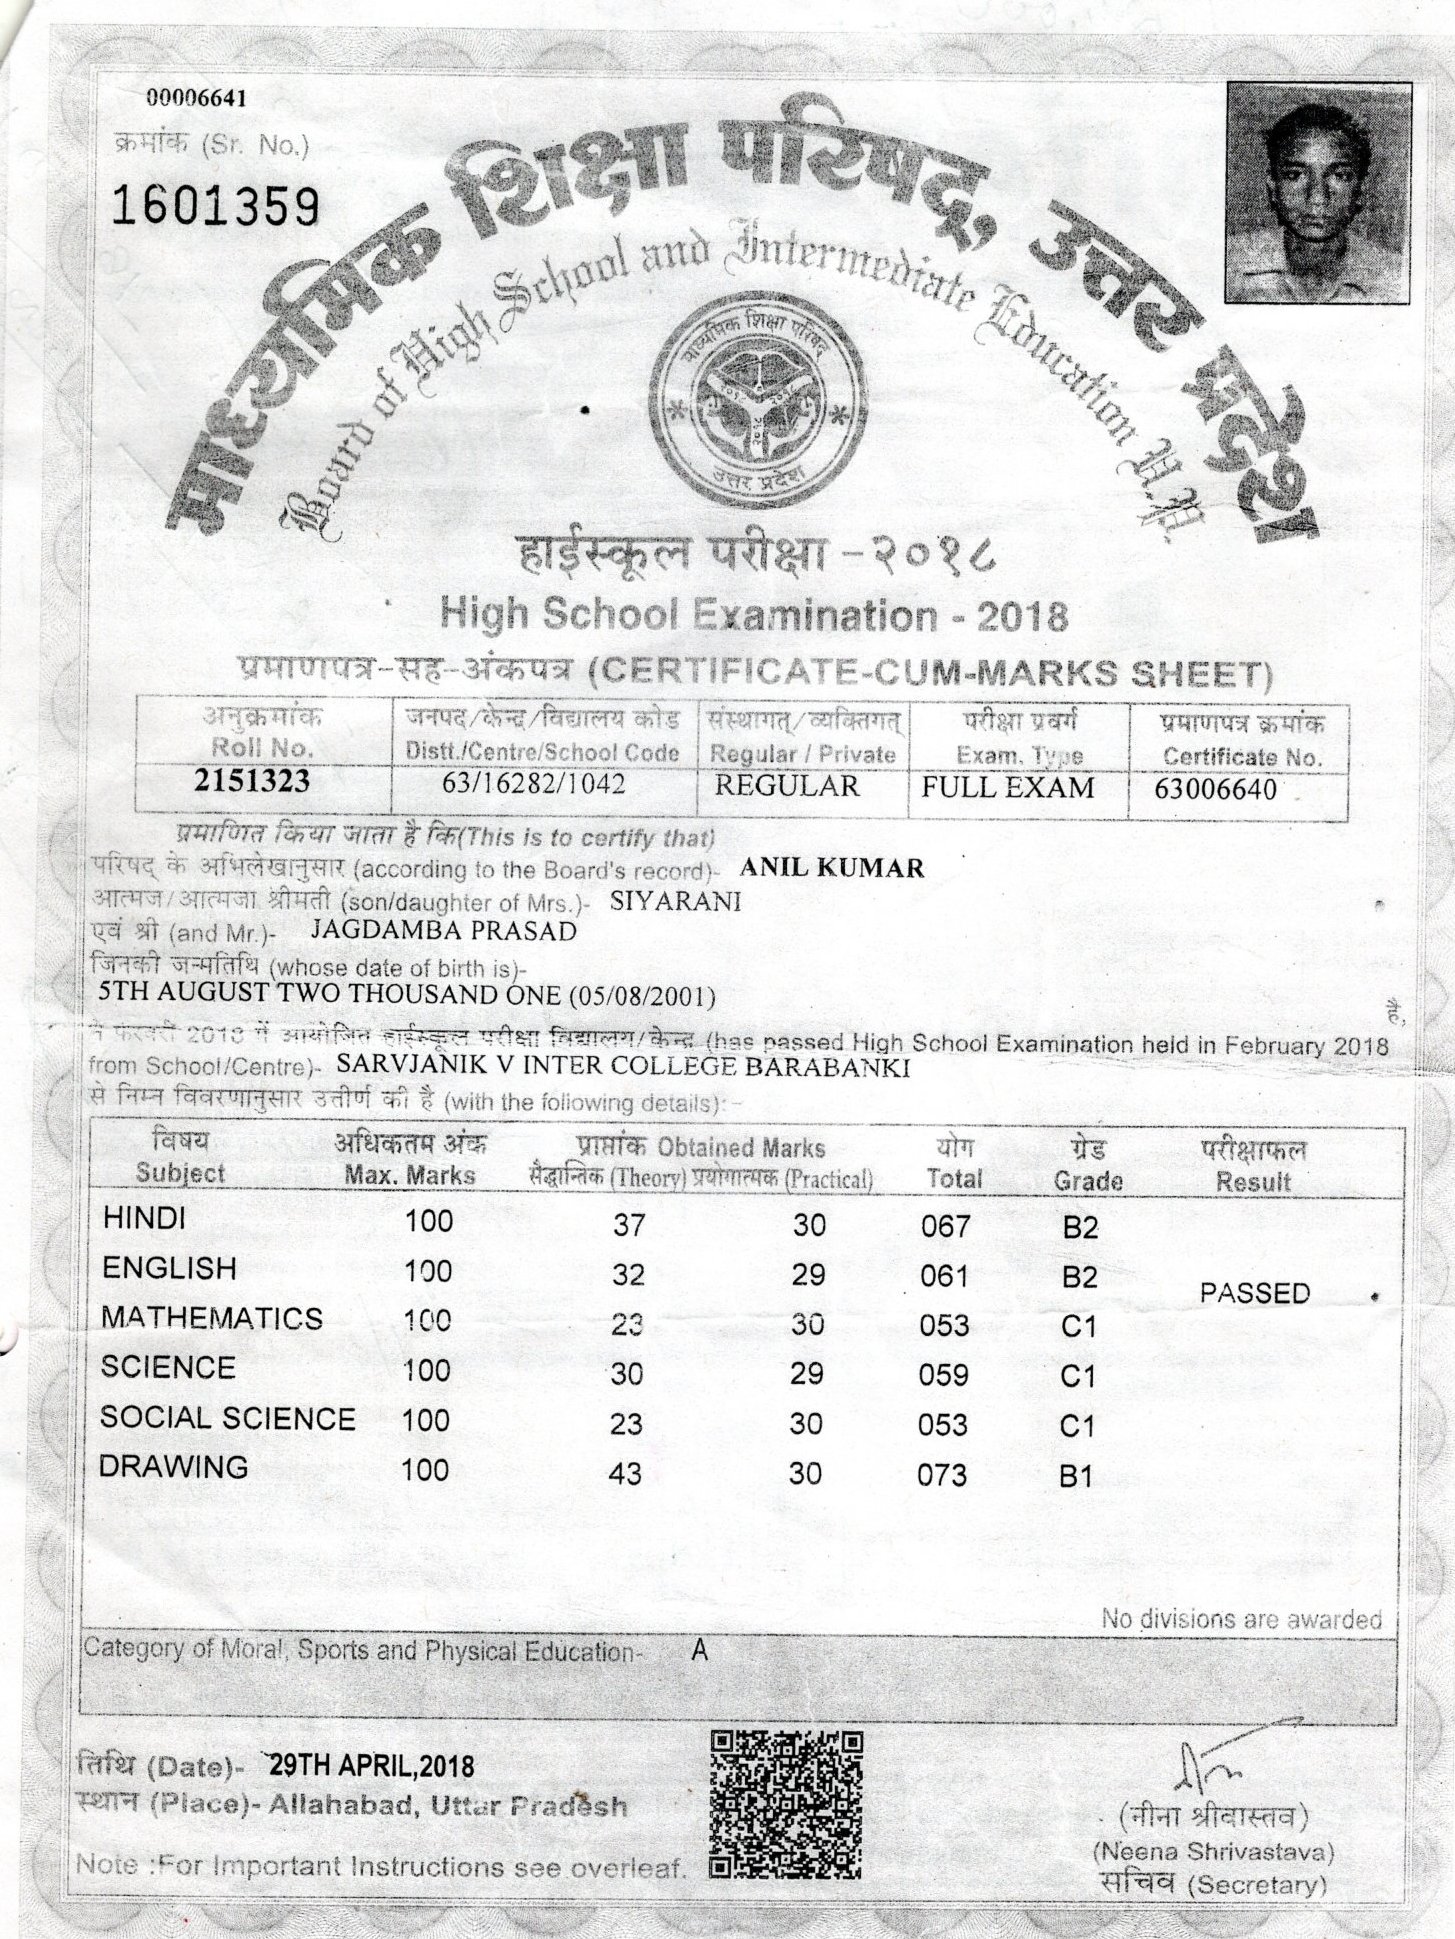 00006641
क्रमांक (Sr. No.)
1601359
माध्यमिक शिक्षा परिषद्, उत्तर प्रदेश
Board of High School and Intermediate Education U.P.
माध्यमिक शिक्षा परिषद्
उत्तर प्रदेश
हाईस्कूल परीक्षा – २०१८
High School Examination - 2018
प्रमाणपत्र–सह–अंकपत्र (CERTIFICATE-CUM-MARKS SHEET)
अनुक्रमांक जनपद/केन्द्र/विद्यालय कोड संस्थागत्/व्यक्तिगत् परीक्षा प्रवर्ग प्रमाणपत्र क्रमांक
Roll No. Distt./Centre/School Code Regular / Private Exam. Type Certificate No.
2151323 63/16282/1042 REGULAR FULL EXAM 63006640
प्रमाणित किया जाता है कि(This is to certify that)
परिषद् के अभिलेखानुसार (according to the Board's record)- ANIL KUMAR
आत्मज/आत्मजा श्रीमती (son/daughter of Mrs.)- SIYARANI
एवं श्री (and Mr.)- JAGDAMBA PRASAD
जिनकी जन्मतिथि (whose date of birth is)-
5TH AUGUST TWO THOUSAND ONE (05/08/2001) है,
ने फरवरी 2018 में आयोजित हाईस्कूल परीक्षा विद्यालय/केन्द्र (has passed High School Examination held in February 2018
from School/Centre)- SARVJANIK V INTER COLLEGE BARABANKI
से निम्न विवरणानुसार उत्तीर्ण की है (with the following details):-
विषय अधिकतम अंक प्राप्तांक Obtained Marks योग ग्रेड परीक्षाफल
Subject Max. Marks सैद्धान्तिक (Theory) प्रयोगात्मक (Practical) Total Grade Result
HINDI 100 37 30 067 B2
ENGLISH 100 32 29 061 B2 PASSED
MATHEMATICS 100 23 30 053 C1
SCIENCE 100 30 29 059 C1
SOCIAL SCIENCE 100 23 30 053 C1
DRAWING 100 43 30 073 B1
No divisions are awarded
Category of Moral, Sports and Physical Education- A
तिथि (Date)- 29TH APRIL,2018
स्थान (Place)- Allahabad, Uttar Pradesh
Note :For Important Instructions see overleaf.
(नीना श्रीवास्तव)
(Neena Shrivastava)
सचिव (Secretary)